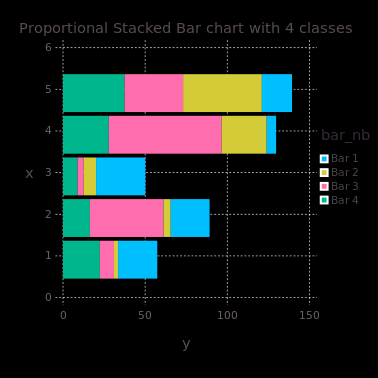 Proportional Stacked Bar chart with 4 classes
6
5
4
3
2
1
0
x
0 50 100 150
y
bar_nb
Bar 1
Bar 2
Bar 3
Bar 4